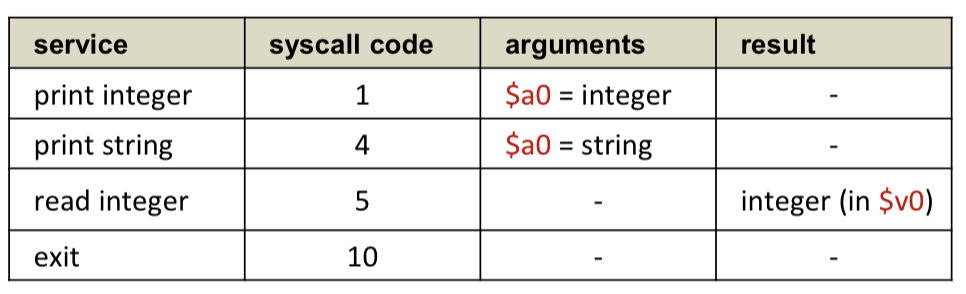 service syscall code arguments result
print integer 1 $a0 = integer -
print string 4 $a0 = string -
read integer 5 - integer (in $v0)
exit 10 - -